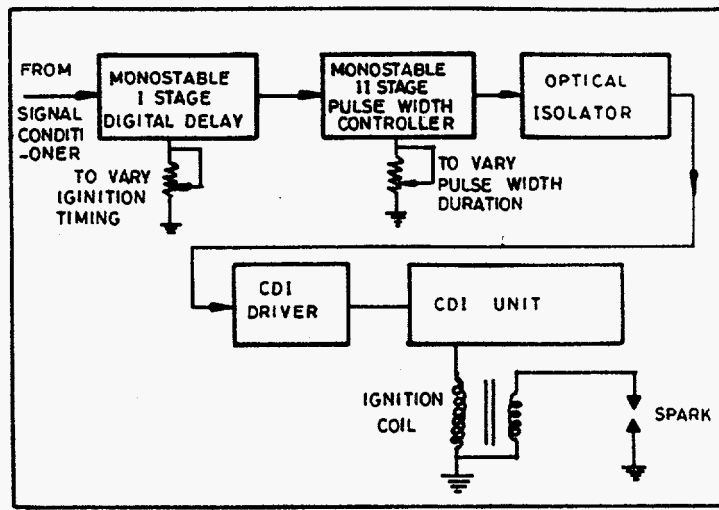 FROM
SIGNAL
CONDITI
-ONER
MONOSTABLE
I STAGE
DIGITAL DELAY
MONOSTABLE
II STAGE
PULSE WIDTH
CONTROLLER
OPTICAL
ISOLATOR
TO VARY
IGINITION
TIMING
TO VARY
PULSE WIDTH
DURATION
CDI
DRIVER
CDI UNIT
IGNITION
COIL
SPARK